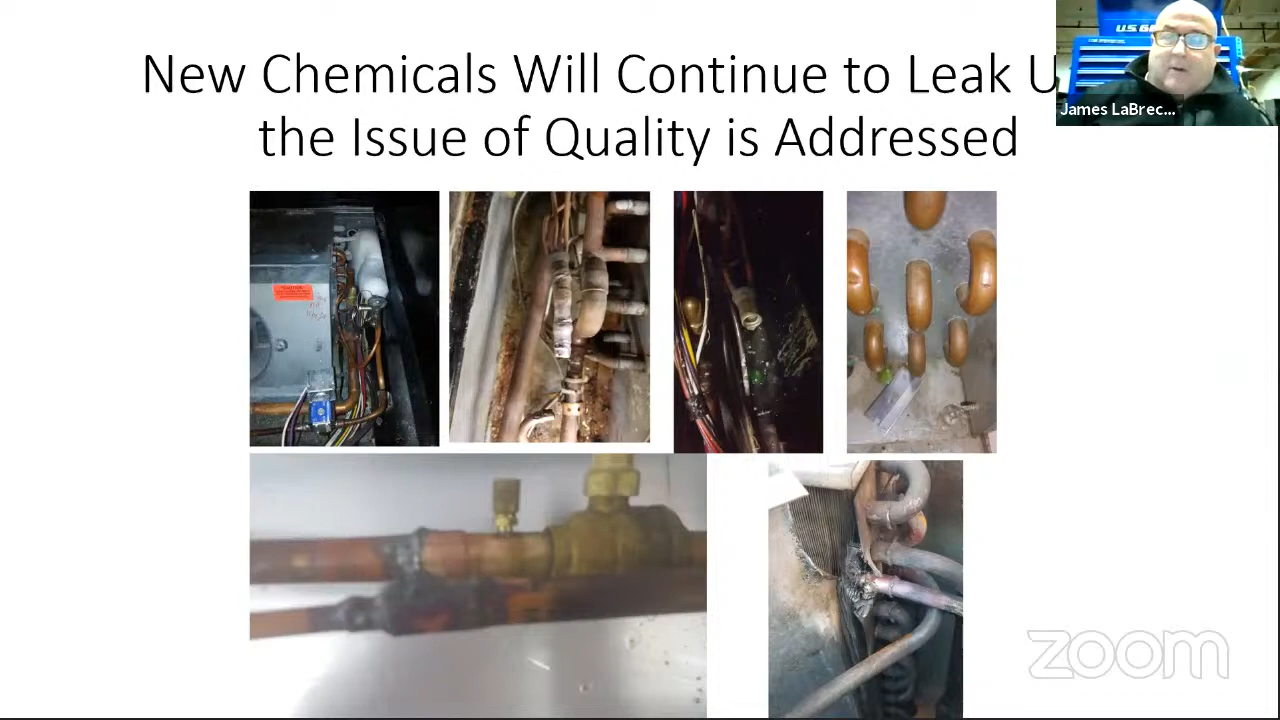 New Chemicals Will Continue to Leak U
the Issue of Quality is Addressed
U.S. G
James LaBrec...
zoom